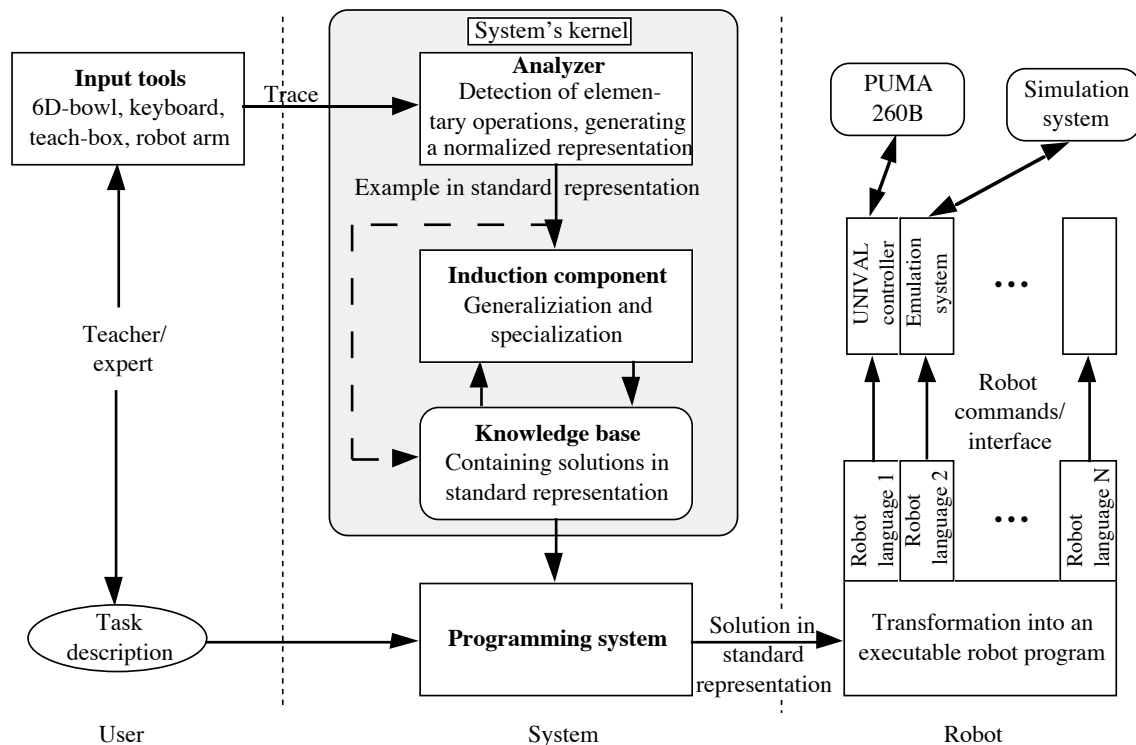 System's kernel
Input tools
6D-bowl, keyboard,
teach-box, robot arm
Trace
Analyzer
Detection of elemen-
tary operations, generating
a normalized representation
Example in standard representation
Induction component
Generaliziation and
specialization
Knowledge base
Containing solutions in
standard representation
Teacher/
expert
Task
description
Programming system
Solution in
standard
representation
PUMA
260B
Simulation
system
UNIVAL
controller
Emulation
system
...
Robot
commands/
interface
Robot
language 1
Robot
language 2
...
Robot
language N
Transformation into an
executable robot program
User
System
Robot